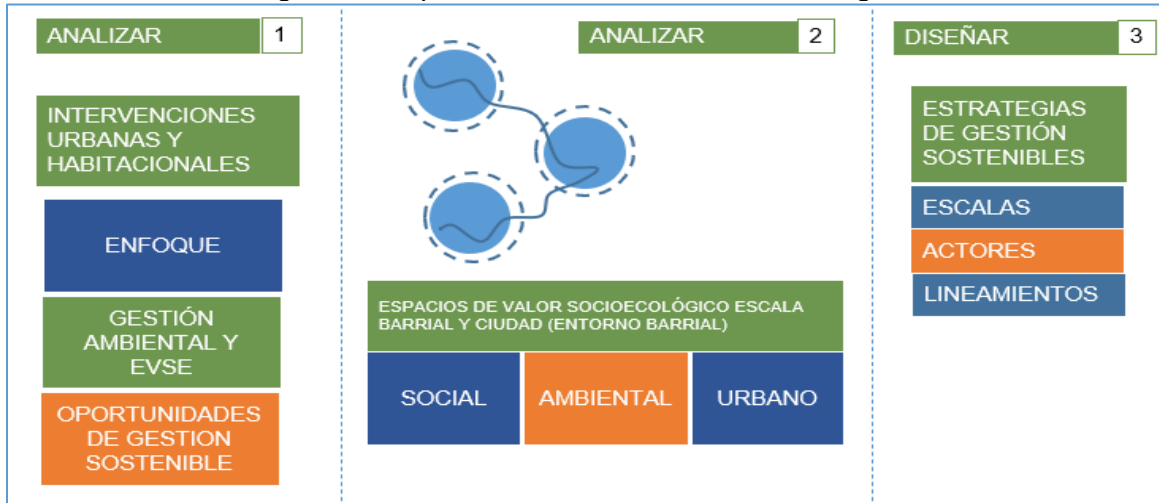 ANALIZAR 1
INTERVENCIONES
URBANAS Y
HABITACIONALES
ENFOQUE
GESTIÓN
AMBIENTAL Y
EVSE
OPORTUNIDADES
DE GESTION
SOSTENIBLE
ANALIZAR 2
ESPACIOS DE VALOR SOCIOECOLÓGICO ESCALA
BARRIAL Y CIUDAD (ENTORNO BARRIAL)
SOCIAL
AMBIENTAL
URBANO
DISEÑAR 3
ESTRATEGIAS
DE GESTIÓN
SOSTENIBLES
ESCALAS
ACTORES
LINEAMIENTOS